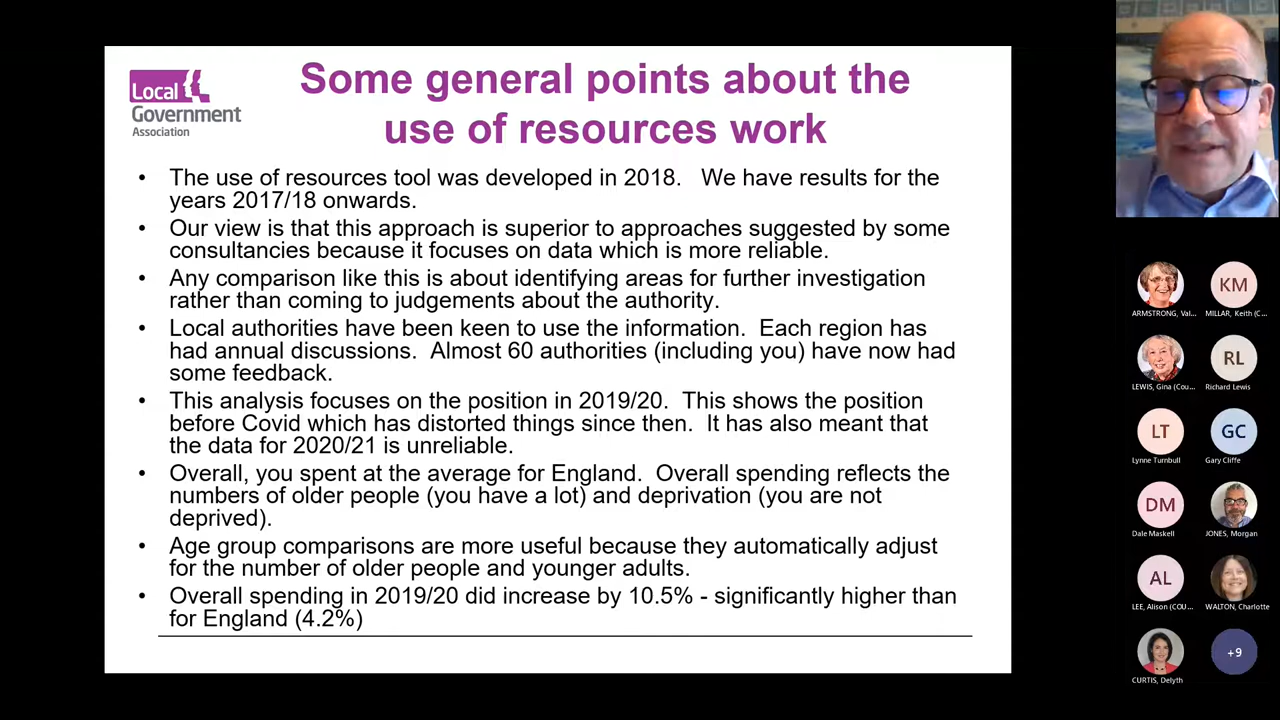 Local
Government
Association
Some general points about the
use of resources work
• The use of resources tool was developed in 2018. We have results for the
years 2017/18 onwards.
• Our view is that this approach is superior to approaches suggested by some
consultancies because it focuses on data which is more reliable.
• Any comparison like this is about identifying areas for further investigation
rather than coming to judgements about the authority.
• Local authorities have been keen to use the information. Each region has
had annual discussions. Almost 60 authorities (including you) have now had
some feedback.
• This analysis focuses on the position in 2019/20. This shows the position
before Covid which has distorted things since then. It has also meant that
the data for 2020/21 is unreliable.
• Overall, you spent at the average for England. Overall spending reflects the
numbers of older people (you have a lot) and deprivation (you are not
deprived).
• Age group comparisons are more useful because they automatically adjust
for the number of older people and younger adults.
• Overall spending in 2019/20 did increase by 10.5% - significantly higher than
for England (4.2%)
KM
ARMSTRONG, Val... MILLAR, Keith (C...
RL
LEWIS, Gina (Cou... Richard Lewis
LT GC
Lynne Turnbull Gary Cliffe
DM
Dale Maskell JONES, Morgan
AL
LEE, Alison (COU... WALTON, Charlotte
+9
CURTIS, Delyth